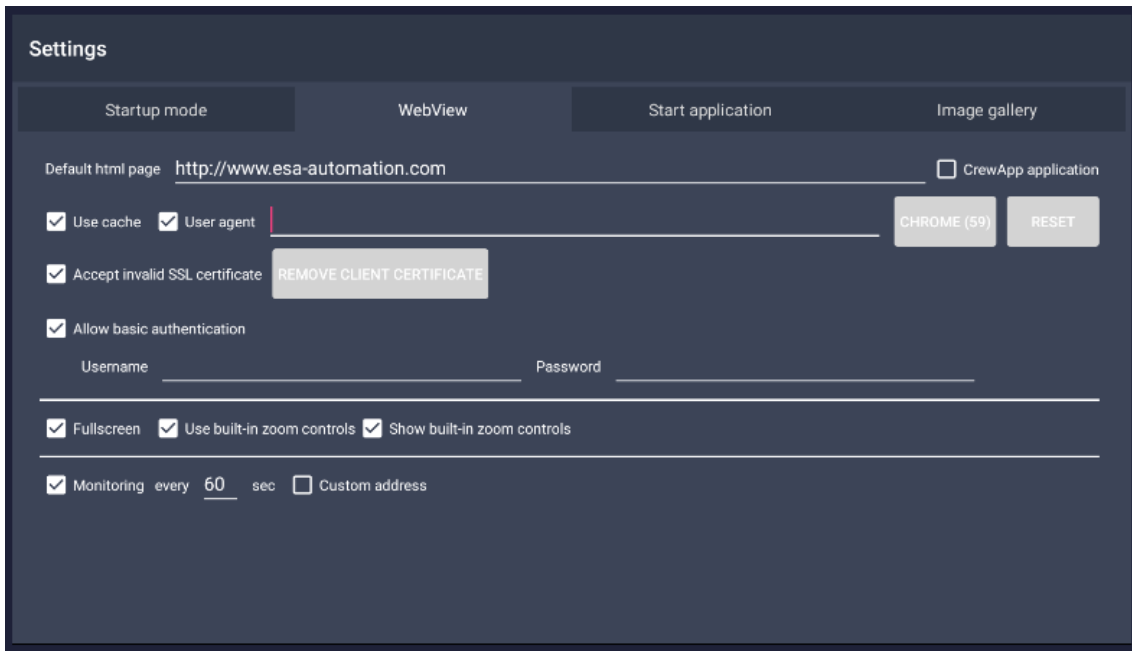 Settings
Startup mode WebView Start application Image gallery
Default html page http://www.esa-automation.com CrewApp application
Use cache User agent CHROME (59) RESET
Accept invalid SSL certificate REMOVE CLIENT CERTIFICATE
Allow basic authentication
Username Password
Fullscreen Use built-in zoom controls Show built-in zoom controls
Monitoring every 60 sec Custom address